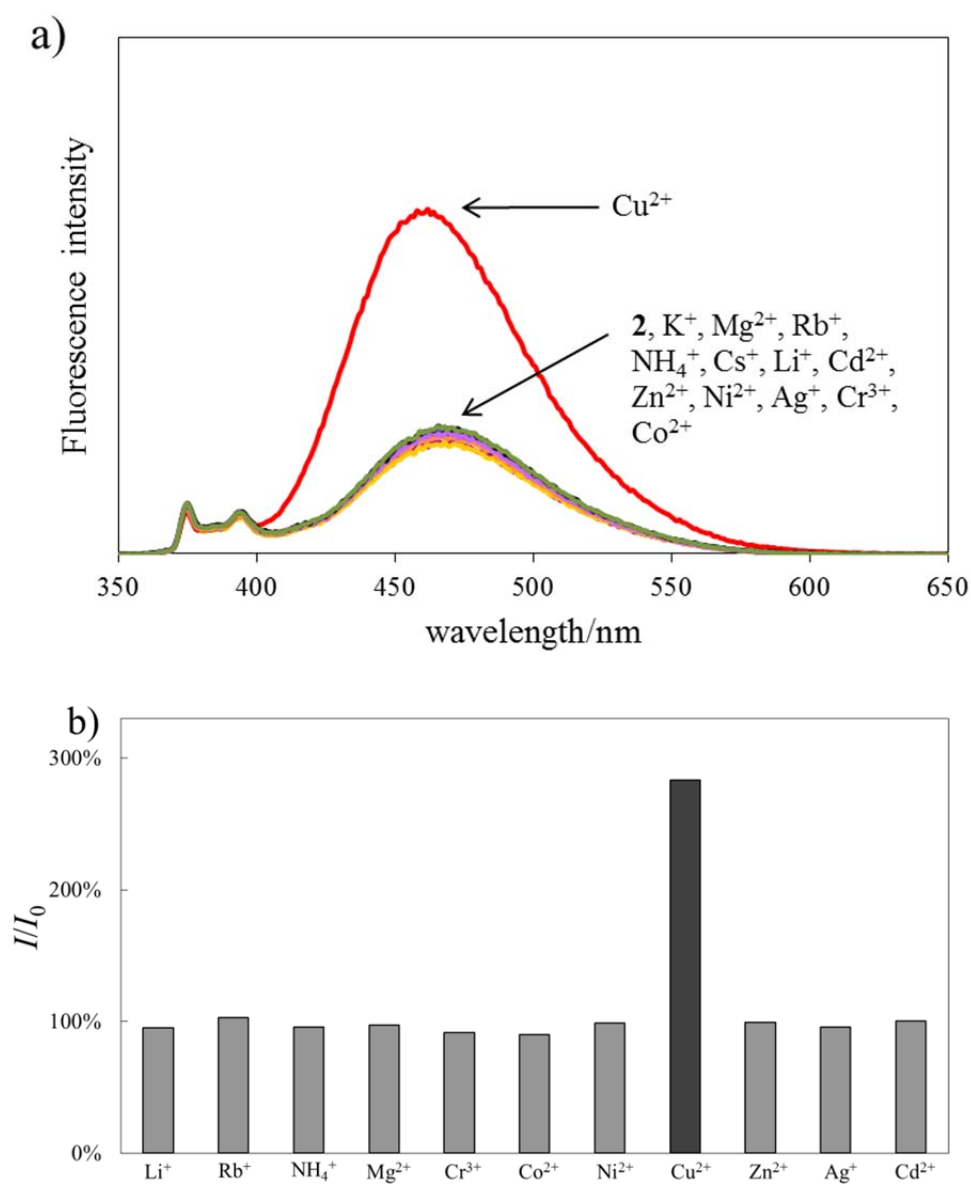 a)
Fluorescence intensity
Cu²⁺
2, K⁺, Mg²⁺, Rb⁺,
NH₄⁺, Cs⁺, Li⁺, Cd²⁺,
Zn²⁺, Ni²⁺, Ag⁺, Cr³⁺,
Co²⁺
350 400 450 500 550 600 650
wavelength/nm
b)
I/I₀
300%
200%
100%
0%
Li⁺ Rb⁺ NH₄⁺ Mg²⁺ Cr³⁺ Co²⁺ Ni²⁺ Cu²⁺ Zn²⁺ Ag⁺ Cd²⁺